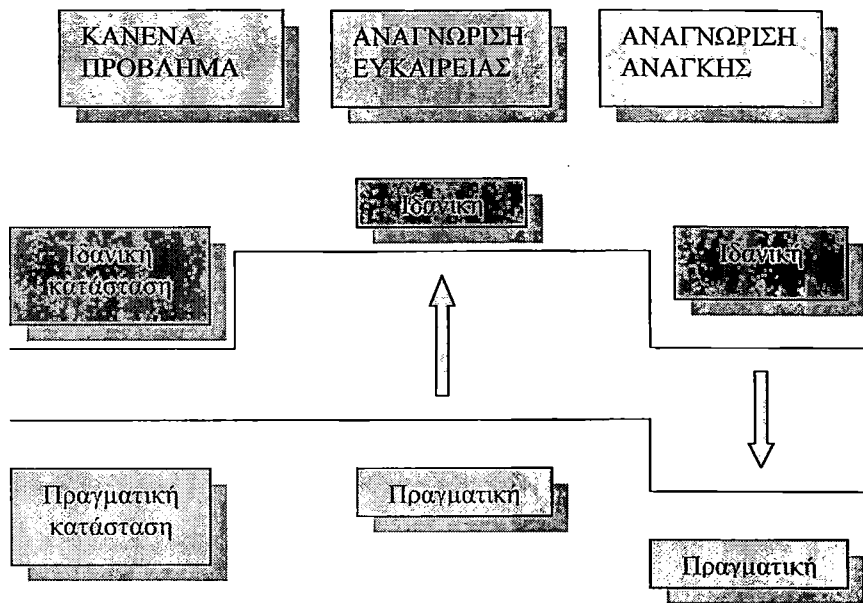 ΚΑΝΕΝΑ
ΠΡΟΒΛΗΜΑ
ΑΝΑΓΝΩΡΙΣΗ
ΕΥΚΑΙΡΕΙΑΣ
ΑΝΑΓΝΩΡΙΣΗ
ΑΝΑΓΚΗΣ
Ιδανική
κατάσταση
Ιδανική
Ιδανική
Πραγματική
κατάσταση
Πραγματική
Πραγματική